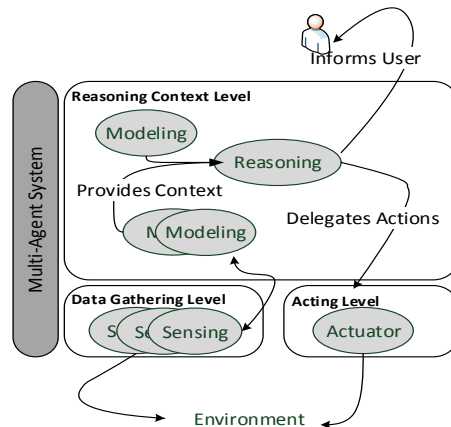 Informs User
Multi-Agent System
Reasoning Context Level
Modeling
Reasoning
Provides Context
Delegates Actions
M
Modeling
Data Gathering Level
S
Se
Sensing
Acting Level
Actuator
Environment